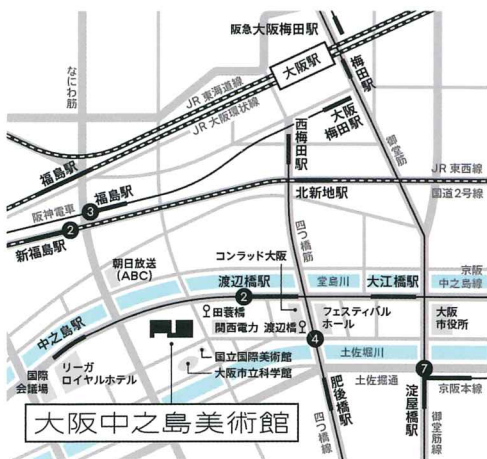 阪急大阪梅田駅
大阪駅
梅田駅
なにわ筋
JR 東海道線
JR 大阪環状線
大阪
梅田駅
西梅田駅
御堂筋
福島駅
福島駅
阪神電車
3
2
新福島駅
北新地駅
JR 東西線
国道2号線
四つ橋筋
朝日放送
(ABC)
コンラッド大阪
渡辺橋駅
堂島川
大江橋駅
京阪
中之島線
2
田蓑橋
関西電力
渡辺橋
フェスティバル
ホール
大阪
市役所
中之島駅
4
国立国際美術館
大阪市立科学館
土佐堀川
7
国際
会議場
リーガ
ロイヤルホテル
肥後橋駅
土佐堀通
淀屋橋駅
京阪本線
大阪中之島美術館
四つ橋線
御堂筋線